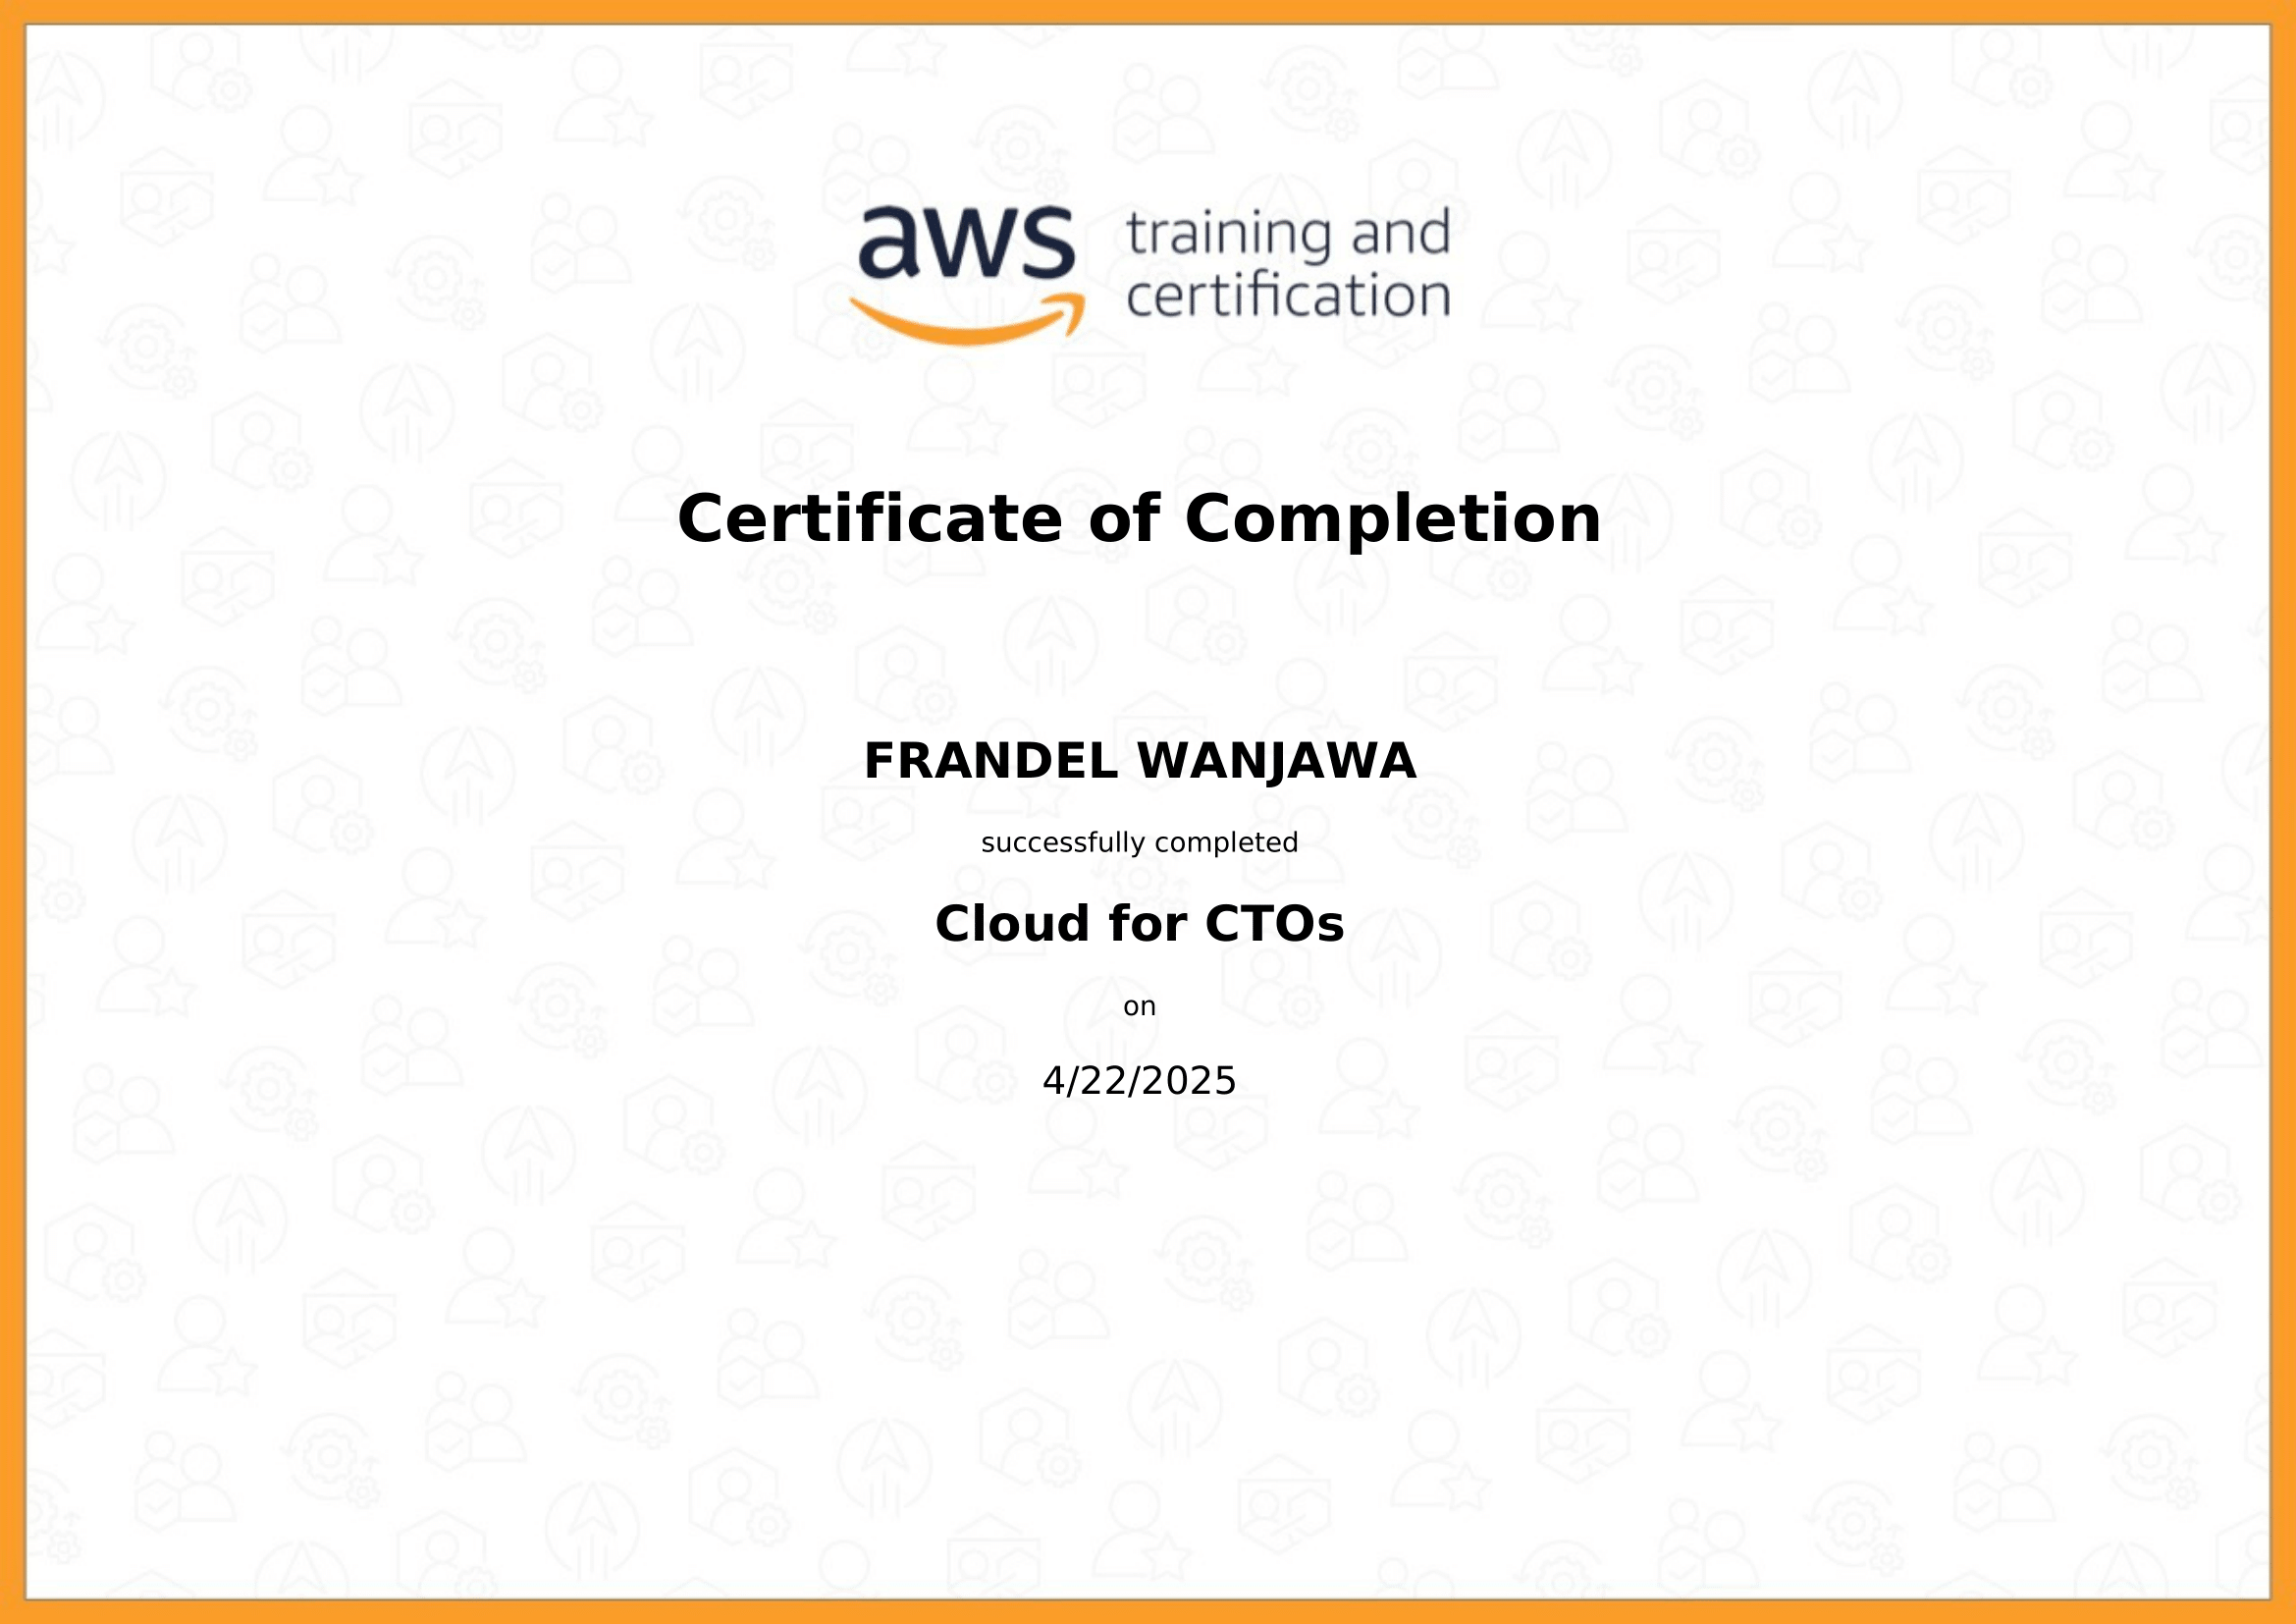 aws training and
certification
Certificate of Completion
FRANDEL WANJAWA
successfully completed
Cloud for CTOs
on
4/22/2025